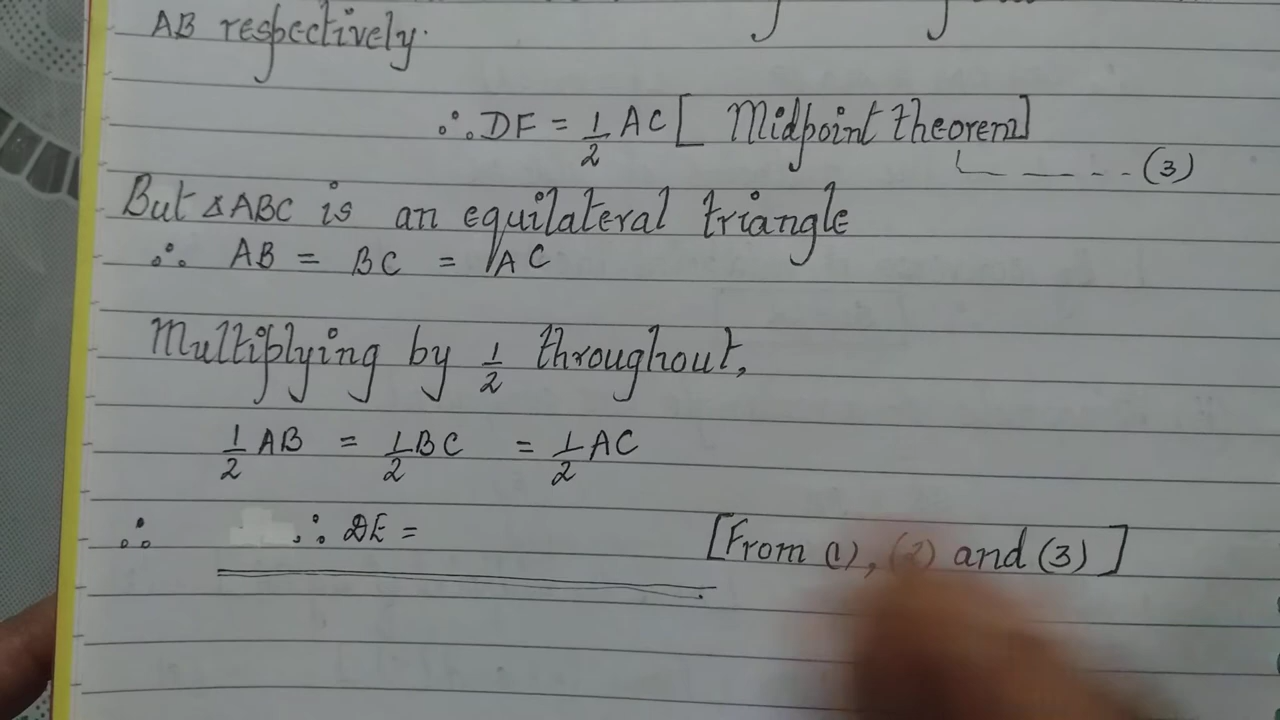 AB respectively.
∴ DF = 1/2 AC [ Midpoint theorem]
- - - - - (3)
But ΔABC is an equilateral triangle
∴ AB = BC = AC
Multiplying by 1/2 throughout,
1/2 AB = 1/2 BC = 1/2 AC
∴ ∴ DE = [From (1), (2) and (3) ]